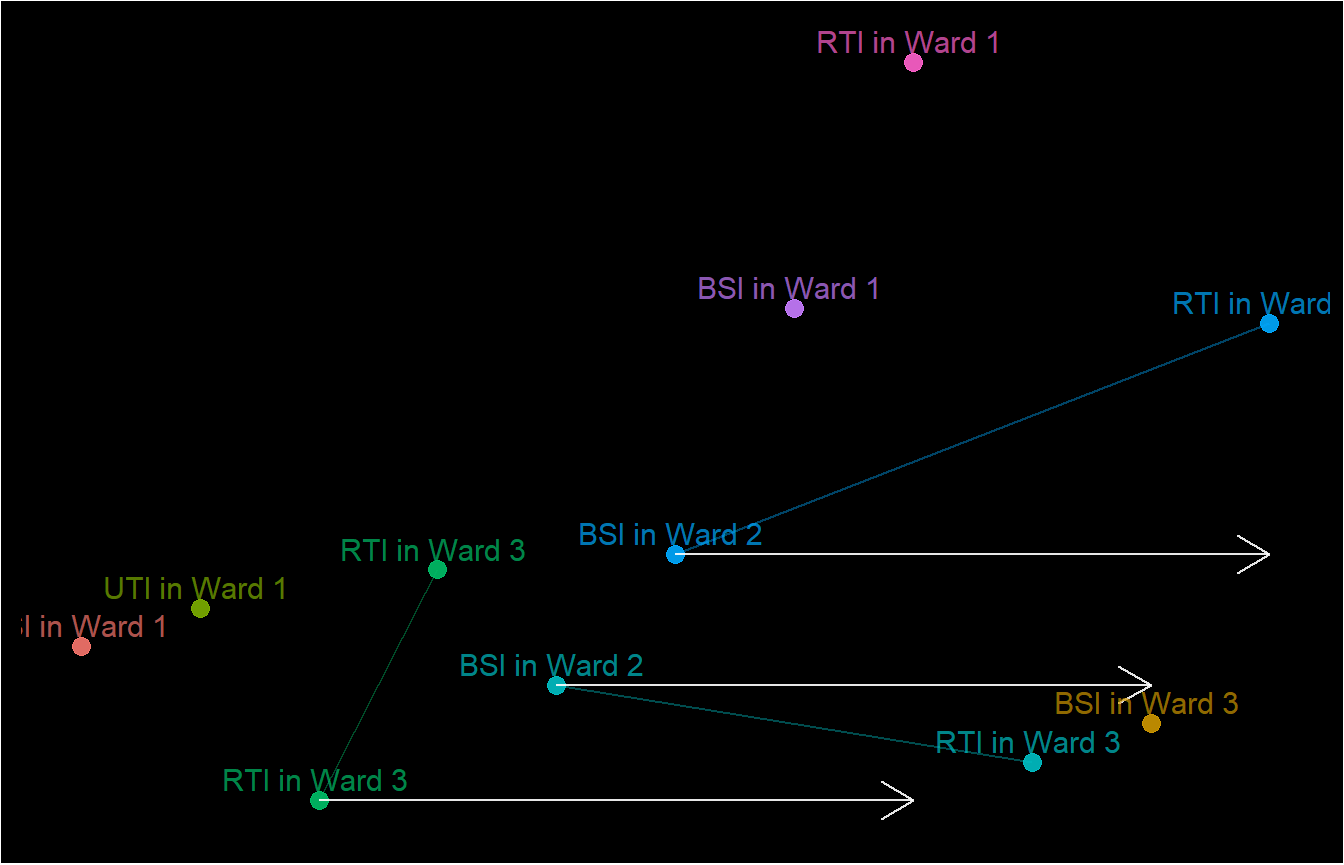 RTI in Ward 1
BSI in Ward 1
RTI in Ward
BSI in Ward 2
RTI in Ward 3
UTI in Ward 1
I in Ward 1
BSI in Ward 2
BSI in Ward 3
RTI in Ward 3
RTI in Ward 3